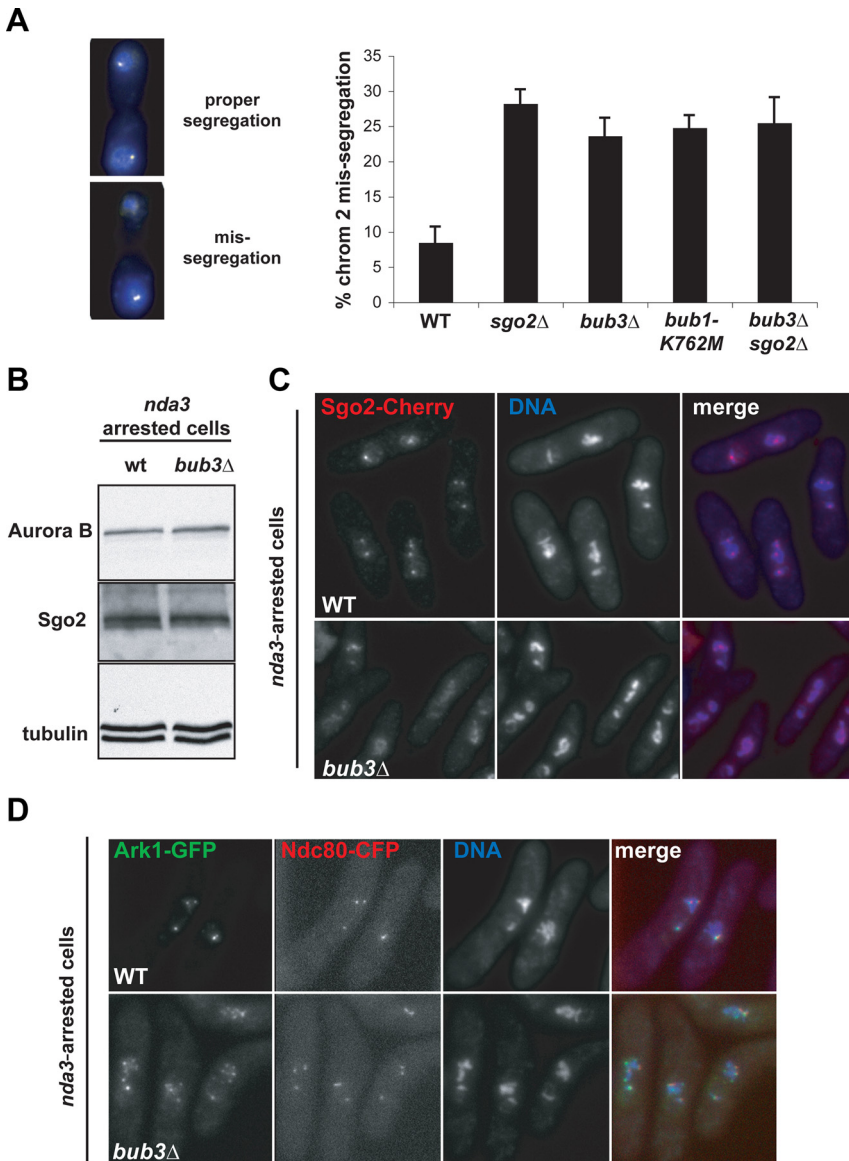 A
proper
segregation
mis-
segregation
% chrom 2 mis-segregation
35
30
25
20
15
10
5
0
WT
sgo2Δ
bub3Δ
bub1-
K762M
bub3Δ
sgo2Δ
B
nda3
arrested cells
wt
bub3Δ
Aurora B
Sgo2
tubulin
C
nda3-arrested cells
Sgo2-Cherry
DNA
merge
WT
bub3Δ
D
nda3-arrested cells
Ark1-GFP
Ndc80-CFP
DNA
merge
WT
bub3Δ